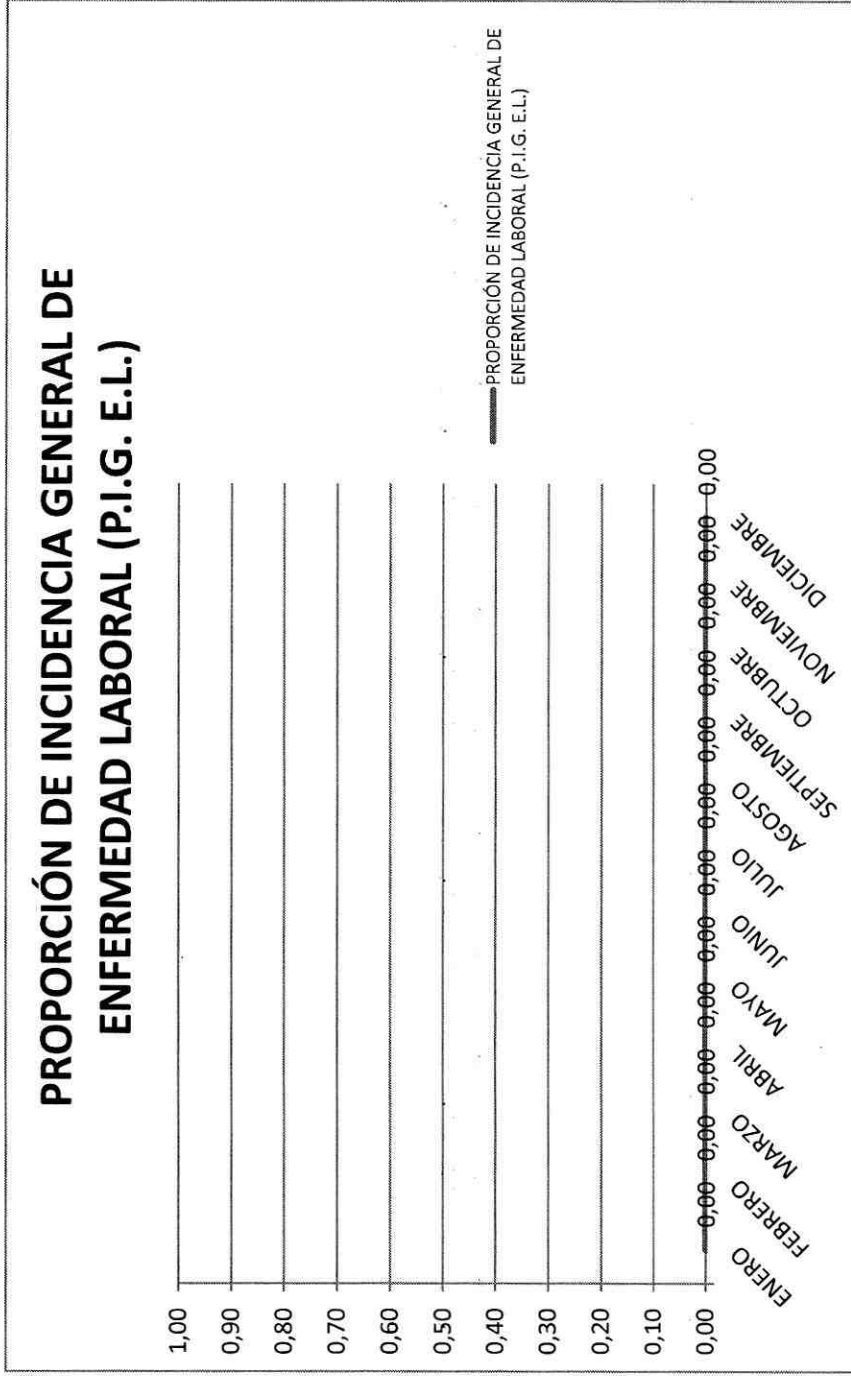 PROPORCIÓN DE INCIDENCIA GENERAL DE
ENFERMEDAD LABORAL (P.I.G. E.L.)
1,00
0,90
0,80
0,70
0,60
0,50
0,40
0,30
0,20
0,10
0,00
0,00 0,00 0,00 0,00 0,00 0,00 0,00 0,00 0,00 0,00 0,00 0,00
ENERO
FEBRERO
MARZO
ABRIL
MAYO
JUNIO
JULIO
AGOSTO
SEPTIEMBRE
OCTUBRE
NOVIEMBRE
DICIEMBRE
PROPORCIÓN DE INCIDENCIA GENERAL DE
ENFERMEDAD LABORAL (P.I.G. E.L.)